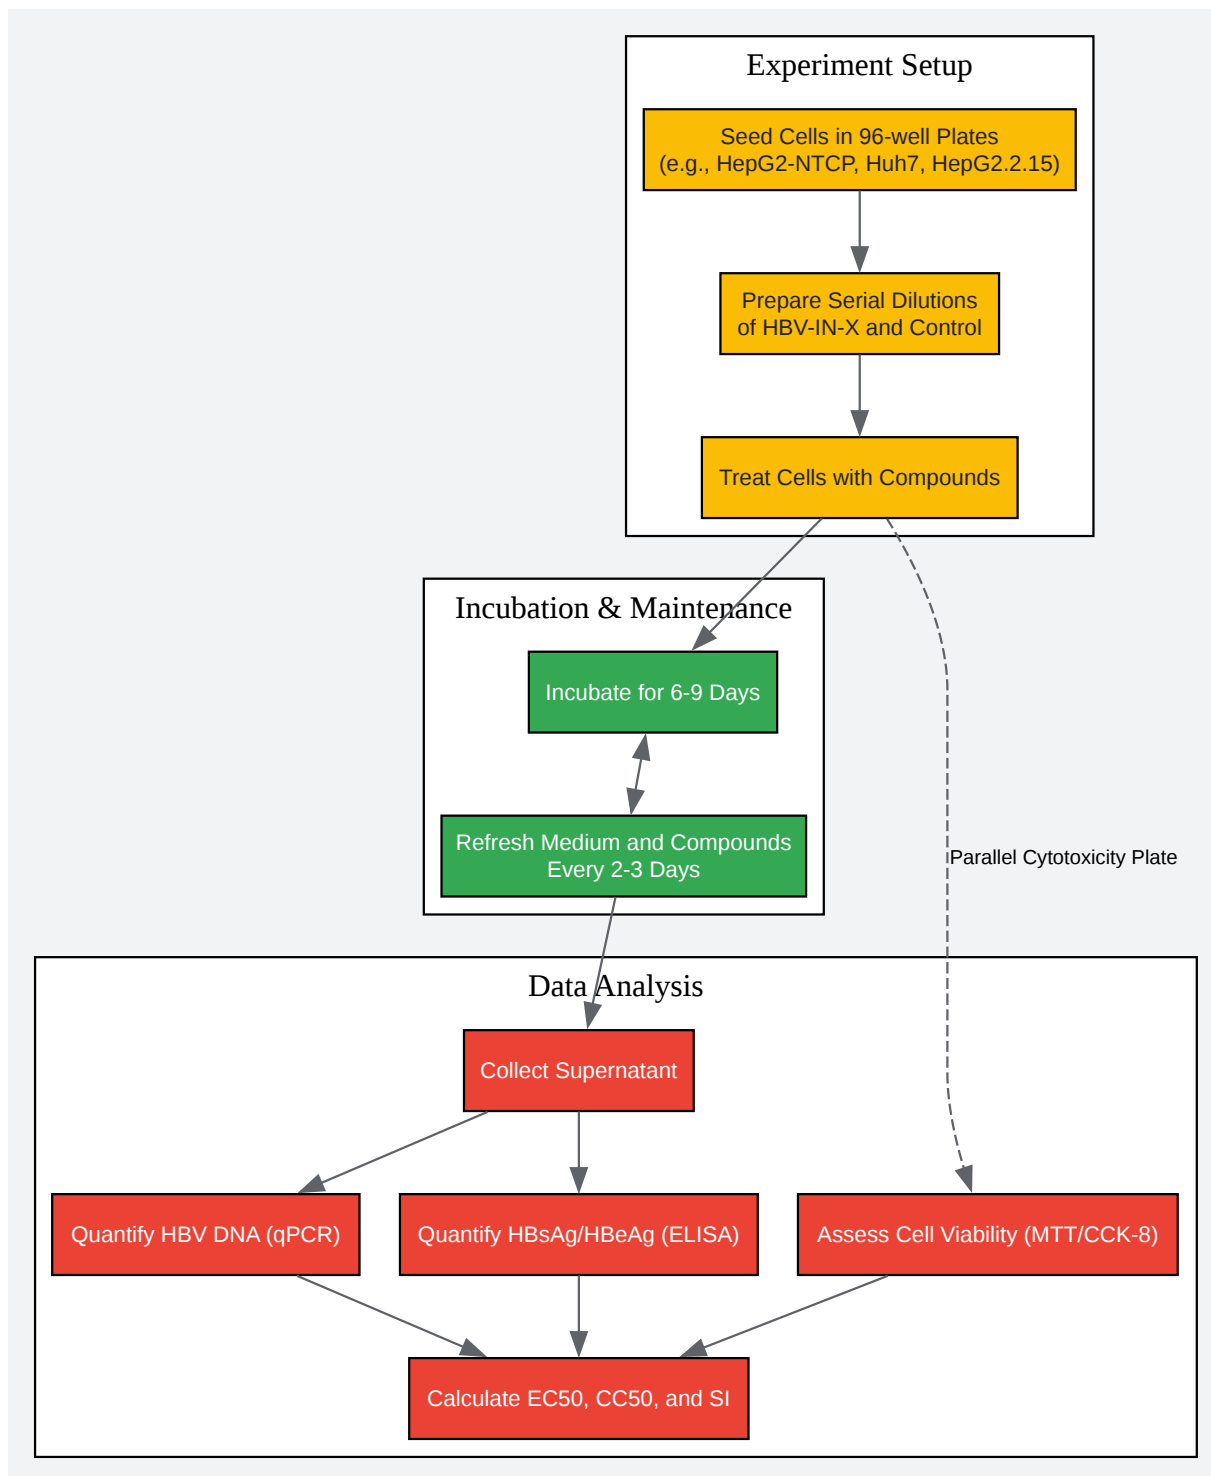 Experiment Setup
Seed Cells in 96-well Plates
(e.g., HepG2-NTCP, Huh7, HepG2.2.15)
Prepare Serial Dilutions
of HBV-IN-X and Control
Treat Cells with Compounds
Incubation & Maintenance
Incubate for 6-9 Days
Refresh Medium and Compounds
Every 2-3 Days
Parallel Cytotoxicity Plate
Data Analysis
Collect Supernatant
Quantify HBV DNA (qPCR)
Quantify HBsAg/HBeAg (ELISA)
Assess Cell Viability (MTT/CCK-8)
Calculate EC50, CC50, and SI